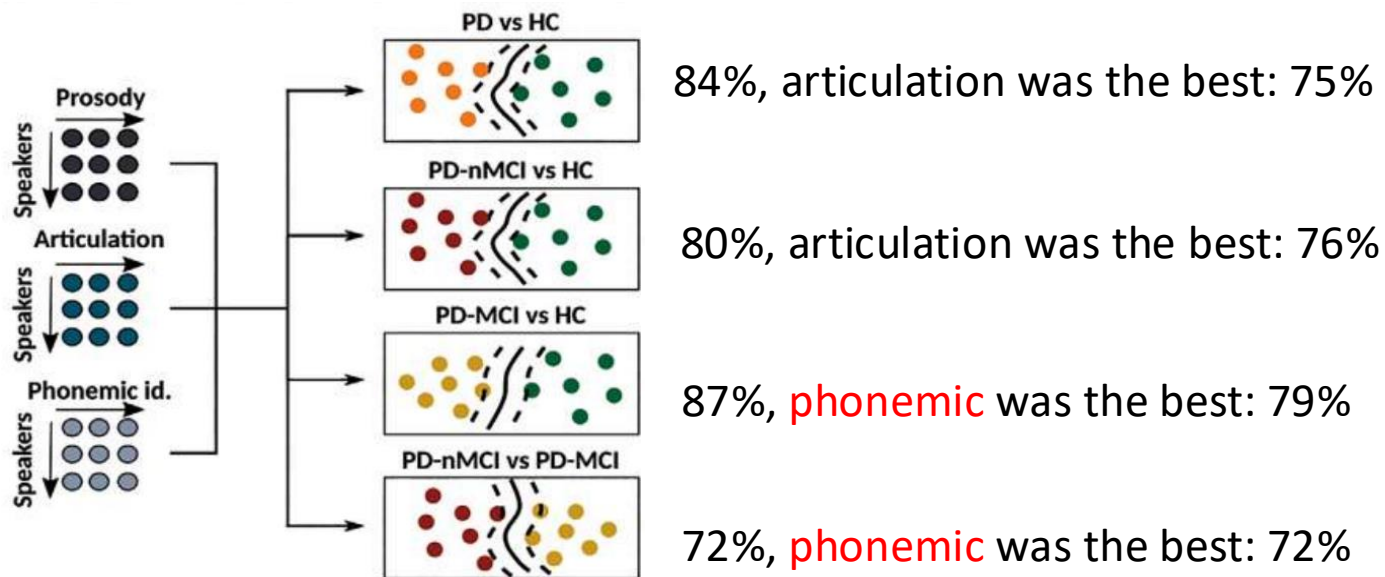 Prosody
Speakers
Articulation
Speakers
Phonemic id.
Speakers
PD vs HC
84%, articulation was the best: 75%
PD-nMCI vs HC
80%, articulation was the best: 76%
PD-MCI vs HC
87%, phonemic was the best: 79%
PD-nMCI vs PD-MCI
72%, phonemic was the best: 72%